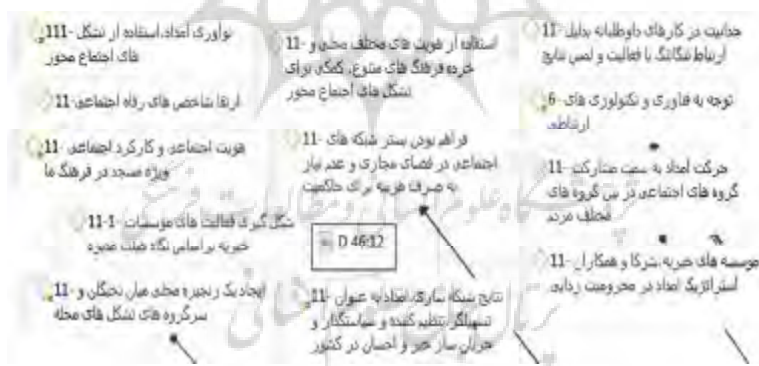 جذابیت در کارهای داوطلبانه بدلیل -11
ارتباط تنگاتنگ با فعالیت و لمس نتایج
توجه به فناوری و تکنولوژی های -6
ارتباطی
حرکت امداد به سمت مشارکت -11
گروه های اجتماعی در بین گروه های
مختلف مردم
موسسه های خیریه شرکا و همکاران -11
استراتژیک امداد در محرومیت زدایی
استفاده از هویت های مختلف محلی و -11
خرده فرهنگ های متنوع، کمکی برای
تشکل های اجتماع محور
فراهم بودن بستر شبکه های -11
اجتماعی در فضای مجازی و عدم نیاز
به صرف هزینه برای حاکمیت
D 46:12
نتایج شبکه سازی، امداد به عنوان -11
تسهیلگر، تنظیم کننده و سیاستگذار و
جریان ساز خیر و احسان در کشور
نوآوری امداد، استفاده از تشکل -111
های اجتماع محور
ارتقا شاخص های رفاه اجتماعی -11
هویت اجتماعی و کارکرد اجتماعی -11
ویژه مسجد در فرهنگ ما
شکل گیری فعالیت های موسسات -11-1
خیریه بر اساس نگاه هیئت ممیزه
ایجاد یک زنجیره محلی میان نخبگان و -11
سرگروه های تشکل های محله